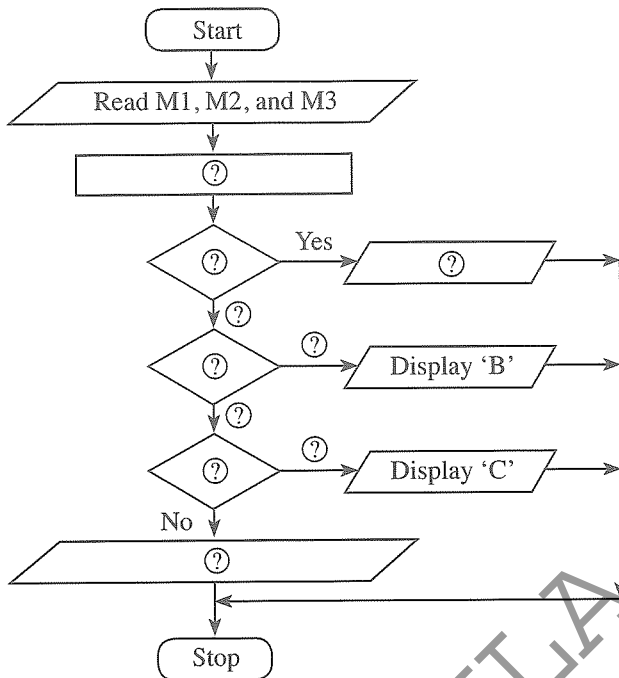 Start
Read M1, M2, and M3
?
Yes
?
?
?
?
?
Display ‘B’
?
?
?
Display ‘C’
No
?
Stop